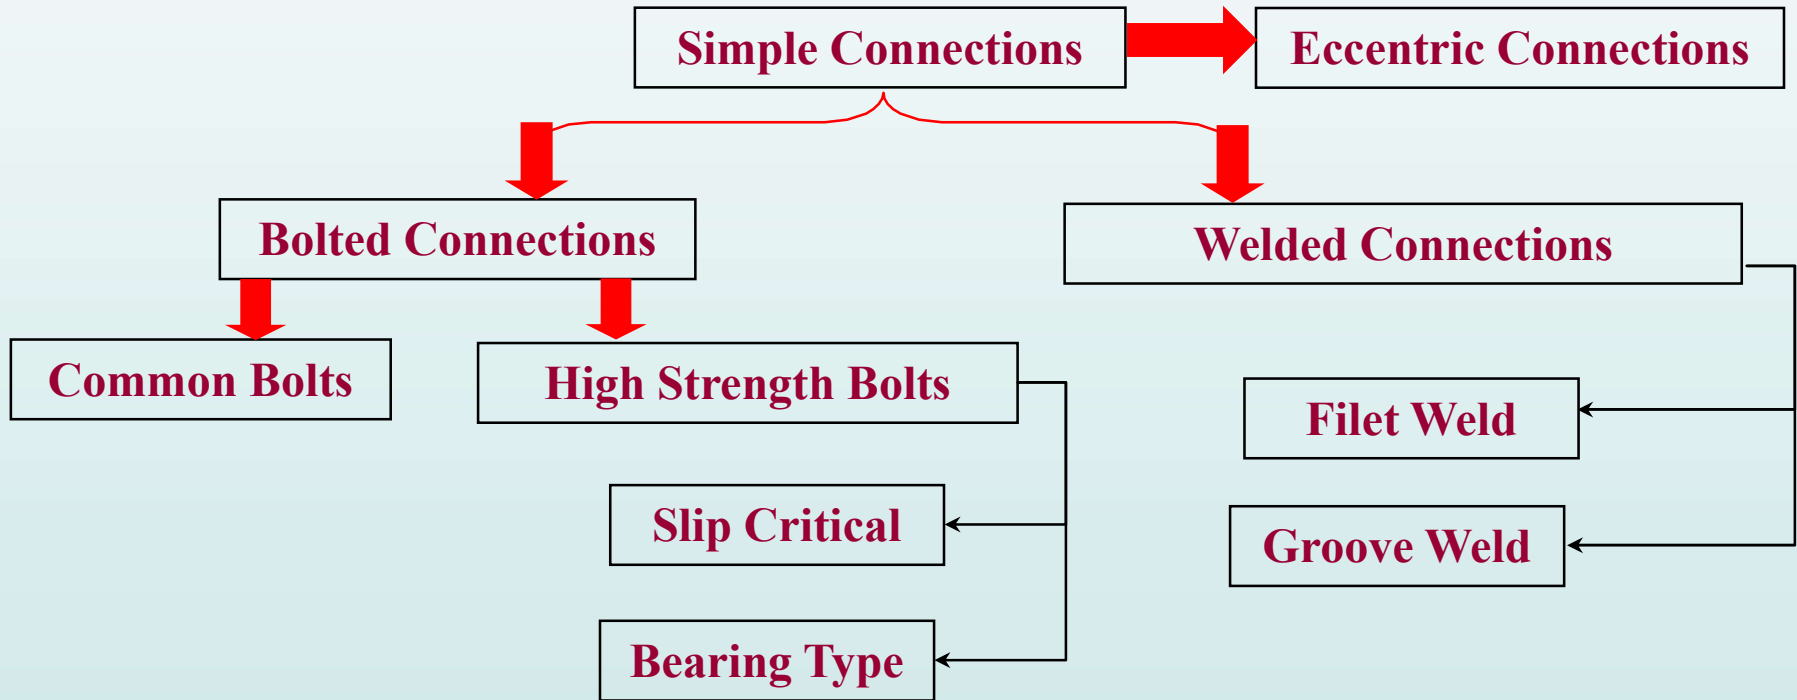 Simple Connections
Eccentric Connections
Bolted Connections
Welded Connections
Common Bolts
High Strength Bolts
Filet Weld
Slip Critical
Groove Weld
Bearing Type